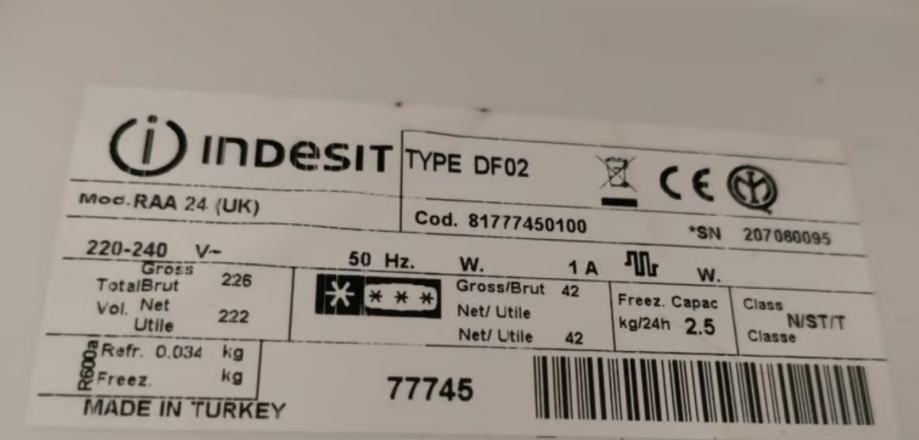 INDESIT
TYPE DF02
CE
Mod. RAA 24 (UK)
Cod. 81777450100
*SN 207060095
220-240 V~ 50 Hz. W. 1 A W.
Gross
TotalBrut 226
Vol. Net
Utile 222
Gross/Brut 42
Net/ Utile
Net/ Utile 42
Freez. Capac
kg/24h 2.5
Class
N/ST/T
Classe
R600a
Refr. 0.034 kg
Freez. kg
77745
MADE IN TURKEY